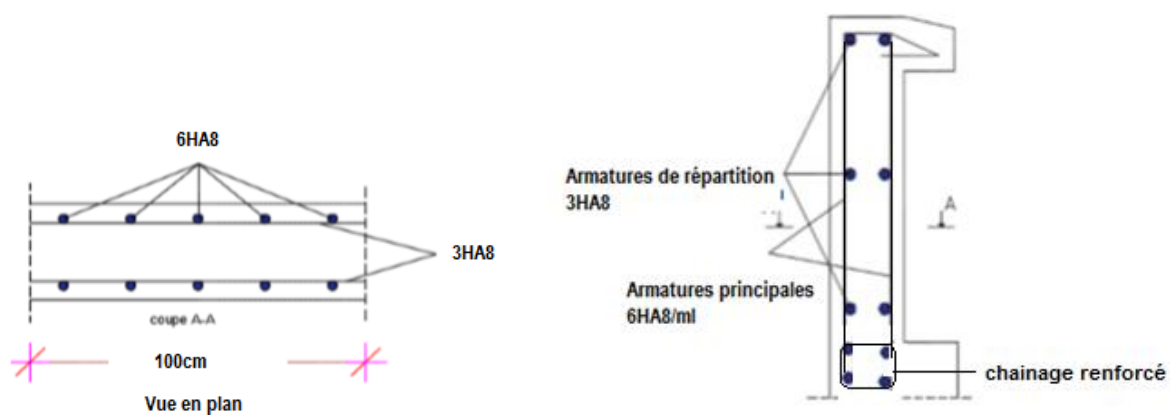 6HA8
3HA8
coupe A-A
100cm
Vue en plan
Armatures de répartition
3HA8
A
Armatures principales
6HA8/ml
chainage renforcé